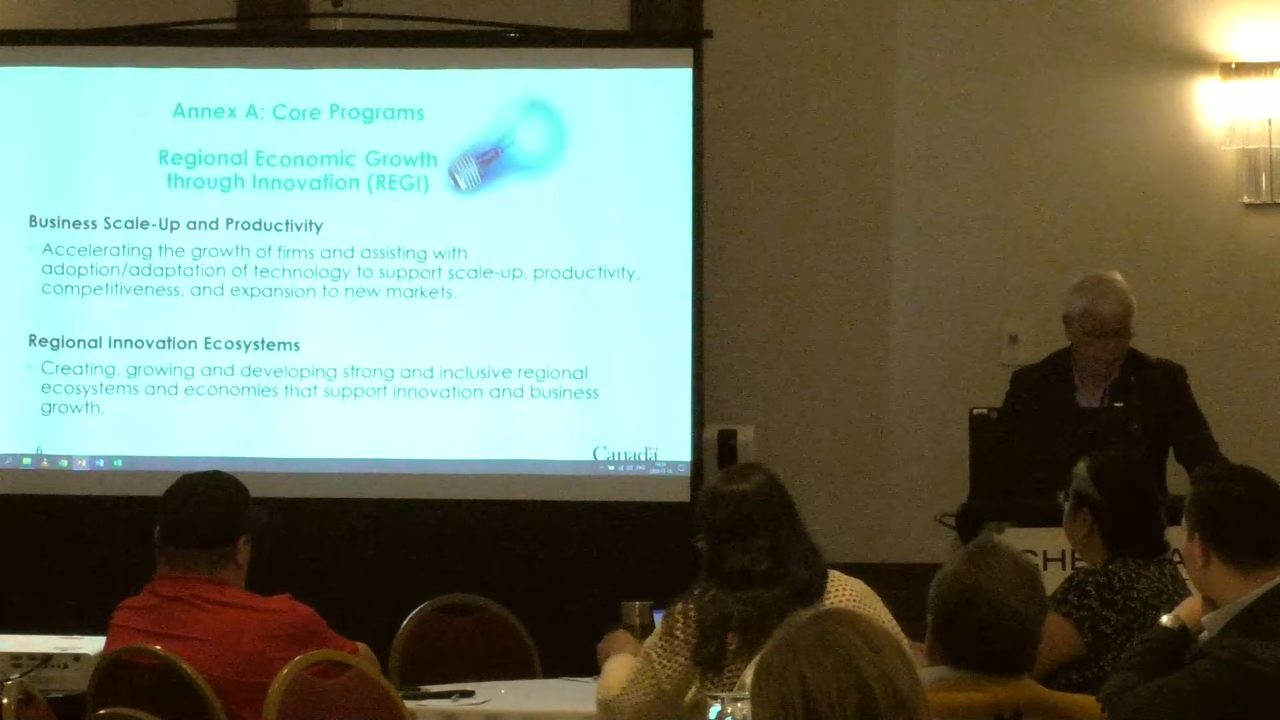 Annex A: Core Programs
Regional Economic Growth
through Innovation (REGI)
Business Scale-Up and Productivity
Accelerating the growth of firms and assisting with
adoption/adaptation of technology to support scale-up, productivity,
competitiveness, and expansion to new markets.
Regional Innovation Ecosystems
Creating, growing and developing strong and inclusive regional
ecosystems and economies that support innovation and business
growth.
6
Canada
CHE